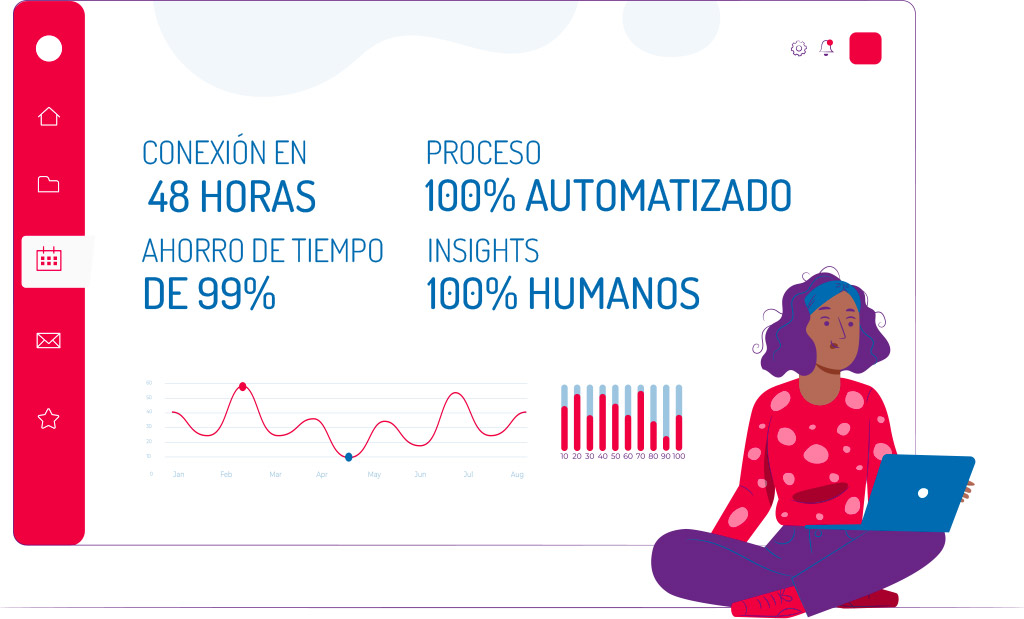 CONEXIÓN EN
48 HORAS
PROCESO
100% AUTOMATIZADO
AHORRO DE TIEMPO
DE 99%
INSIGHTS
100% HUMANOS
60
50
40
30
20
10
0
Jan Feb Mar Apr May Jun Jul Aug
10 20 30 40 50 60 70 80 90 100